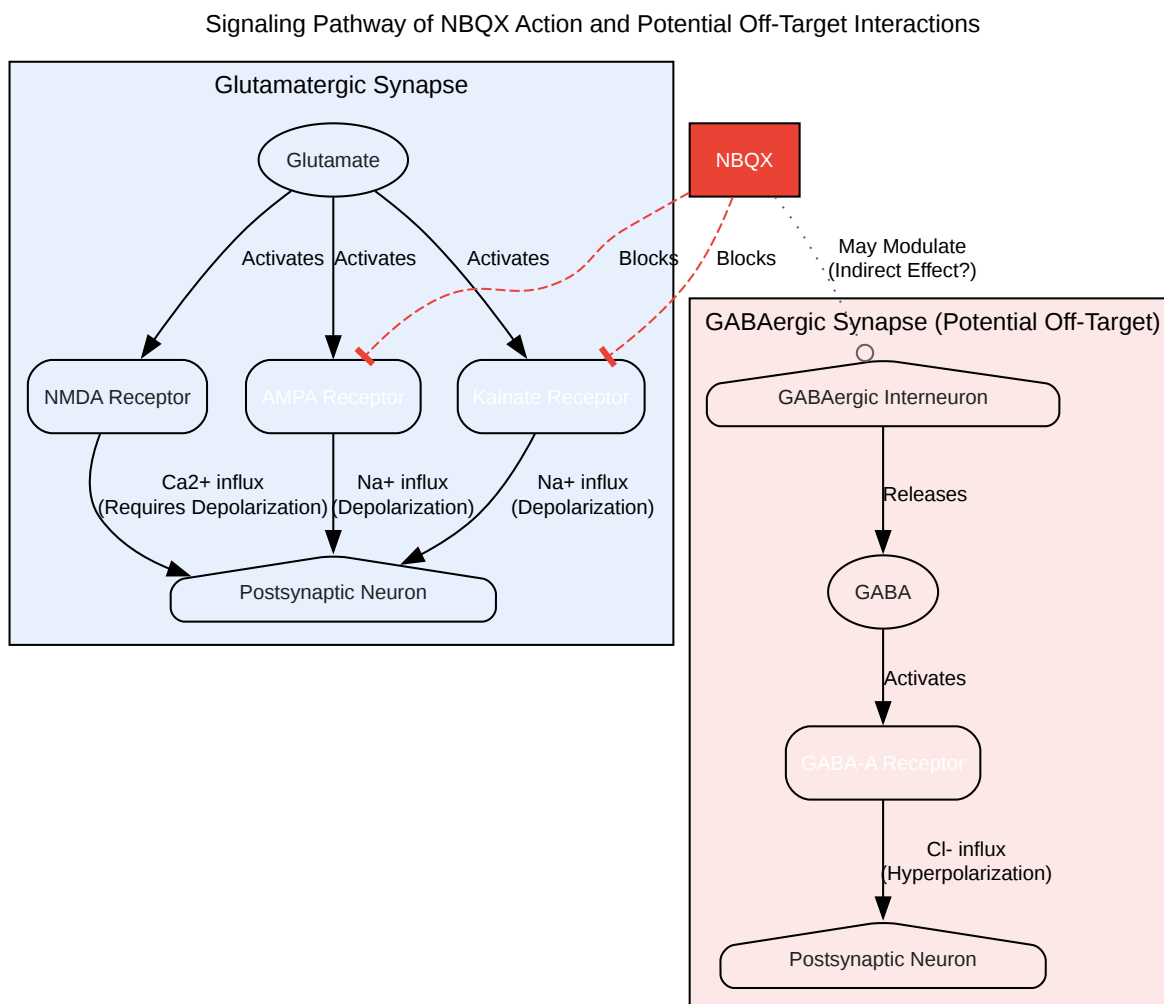 Signaling Pathway of NBQX Action and Potential Off-Target Interactions
Glutamatergic Synapse
Glutamate
NBQX
Activates
Activates
Activates
Blocks
Blocks
May Modulate
(Indirect Effect?)
NMDA Receptor
AMPA Receptor
Kainate Receptor
Ca2+ influx
(Requires Depolarization)
Na+ influx
(Depolarization)
Na+ influx
(Depolarization)
Postsynaptic Neuron
GABAergic Synapse (Potential Off-Target)
GABAergic Interneuron
Releases
GABA
Activates
GABA-A Receptor
Cl- influx
(Hyperpolarization)
Postsynaptic Neuron